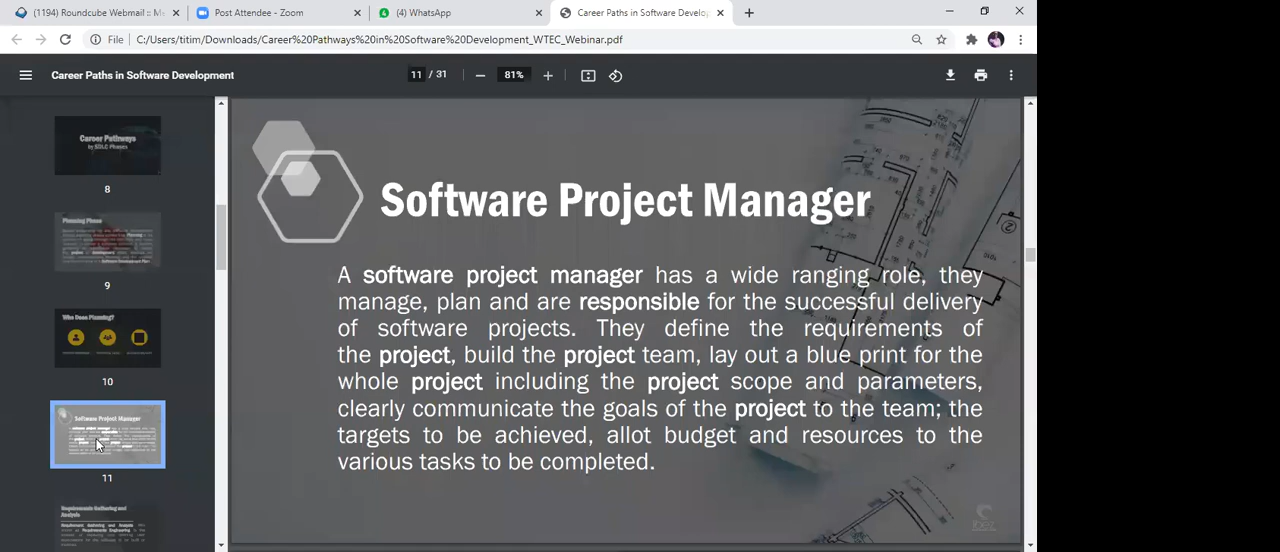 (1194) Roundcube Webmail :: M
Post Attendee - Zoom
(4) WhatsApp
Career Paths in Software Develo
File
C:/Users/titim/Downloads/Career%20Pathways%20in%20Software%20Development_WTEC_Webinar.pdf
Career Paths in Software Development
11 / 31
81%
Career Pathways
by SDLC Phases
8
Planning Phase
9
Who Does Planning?
10
Software Project Manager
11
Requirements Gathering and
Analysis
Software Project Manager
A software project manager has a wide ranging role, they
manage, plan and are responsible for the successful delivery
of software projects. They define the requirements of
the project, build the project team, lay out a blue print for the
whole project including the project scope and parameters,
clearly communicate the goals of the project to the team; the
targets to be achieved, allot budget and resources to the
various tasks to be completed.